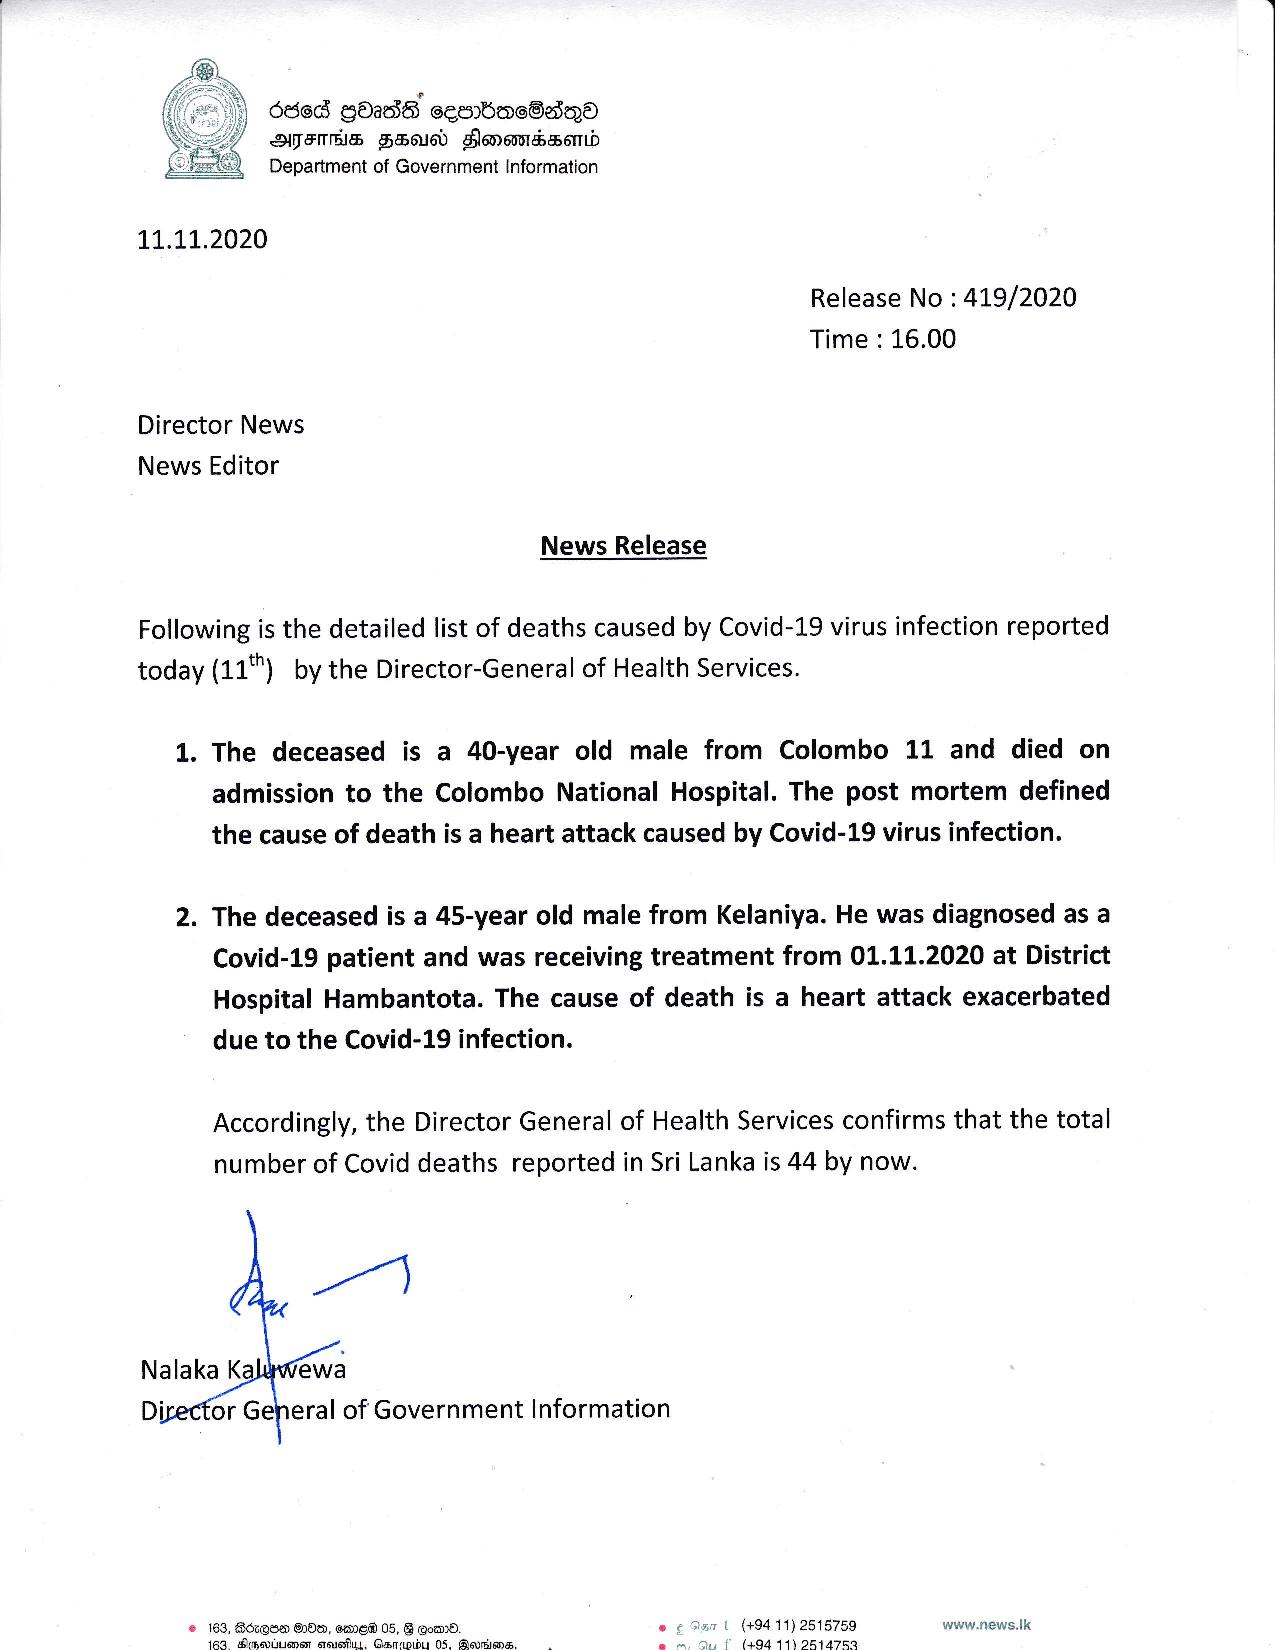 රජයේ ප්‍රවෘත්ති දෙපාර්තමේන්තුව
அரசாங்க தகவல் திணைக்களம்
Department of Government Information
11.11.2020
Release No : 419/2020
Time : 16.00
Director News
News Editor
News Release
Following is the detailed list of deaths caused by Covid-19 virus infection reported
today (11th) by the Director-General of Health Services.
1. The deceased is a 40-year old male from Colombo 11 and died on
admission to the Colombo National Hospital. The post mortem defined
the cause of death is a heart attack caused by Covid-19 virus infection.
2. The deceased is a 45-year old male from Kelaniya. He was diagnosed as a
Covid-19 patient and was receiving treatment from 01.11.2020 at District
Hospital Hambantota. The cause of death is a heart attack exacerbated
due to the Covid-19 infection.
Accordingly, the Director General of Health Services confirms that the total
number of Covid deaths reported in Sri Lanka is 44 by now.
Nalaka Kaluwewa
Director General of Government Information
163, කිරුලපන මාවත, කොළඹ 05, ශ්‍රී ලංකාව.
163, கிருலப்பனை எவனியூ, கொழும்பு 05, இலங்கை.
(+94 11) 2515759
(+94 11) 2514753
www.news.lk